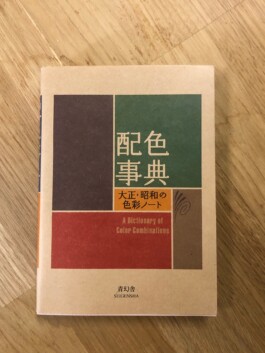 配色
事典
大正・昭和の
色彩ノート
A Dictionary of
Color Combinations
青幻舎
SEIGENSHA